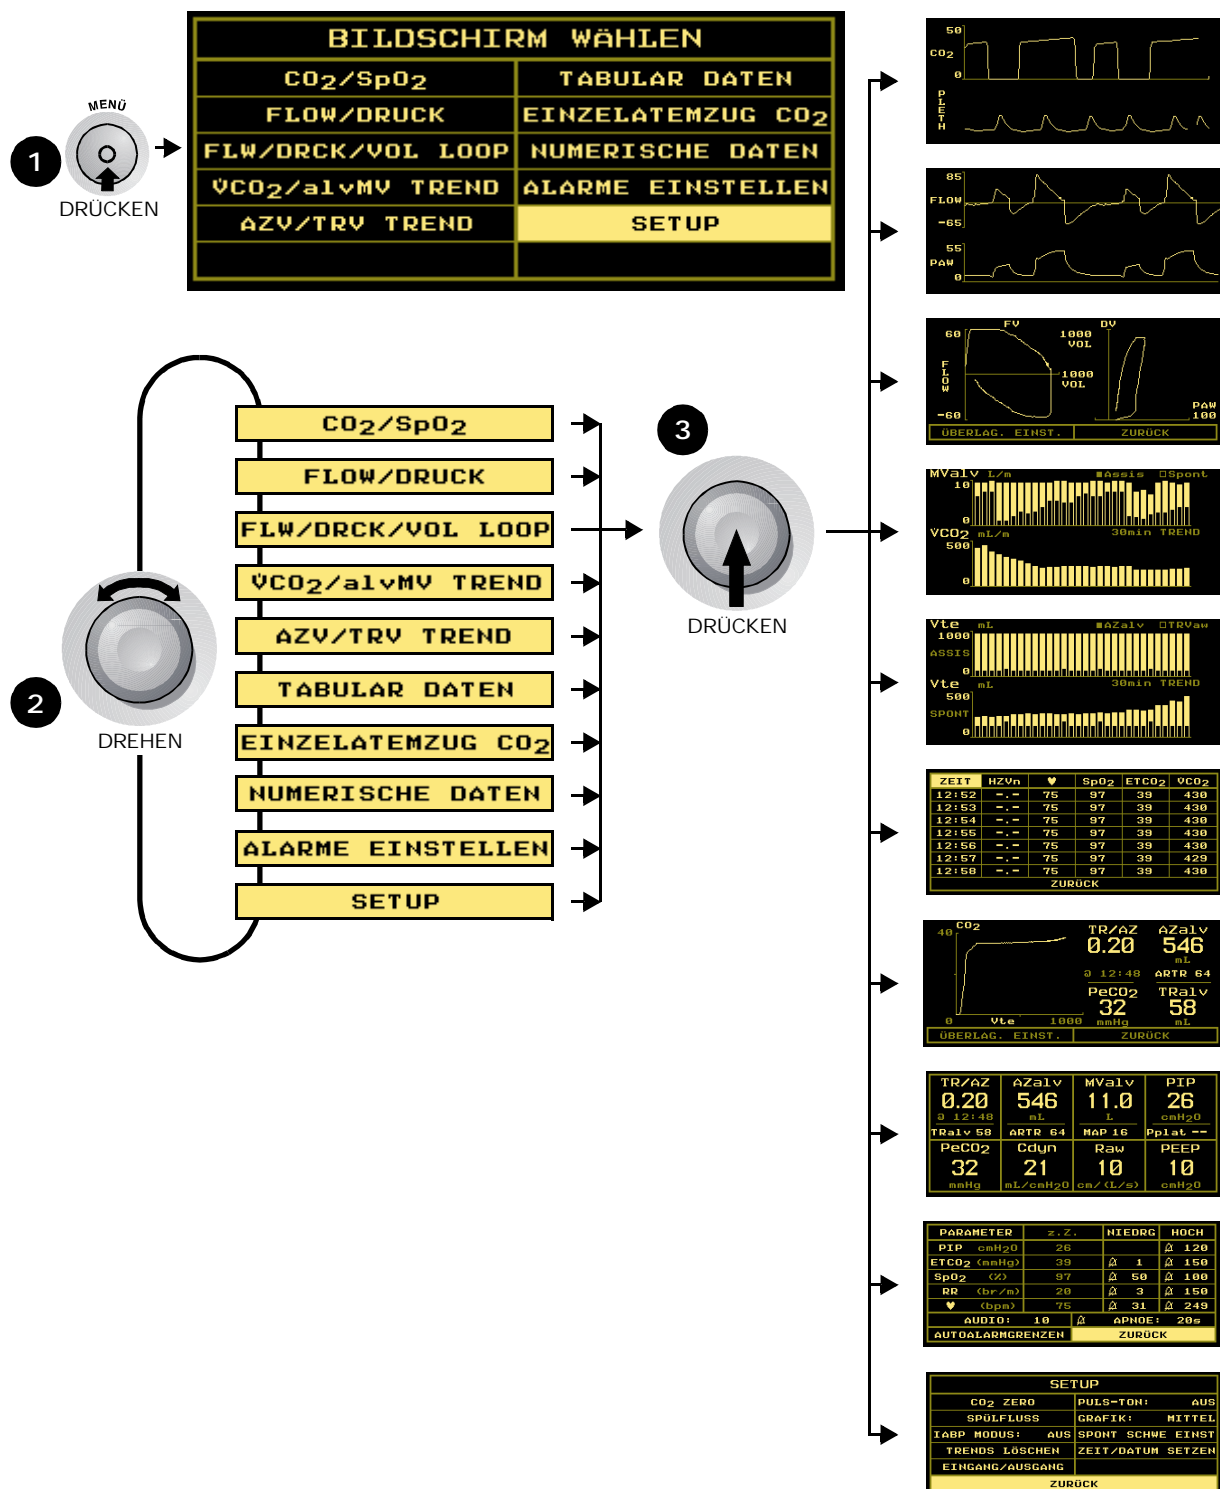 BILDSCHIRM WäHLEN
CO2/SpO2 TABULAR DATEN
FLOW/DRUCK EINZELATEMZUG CO2
FLW/DRCK/VOL LOOP NUMERISCHE DATEN
V̇CO2/alvMV TREND ALARME EINSTELLEN
AZV/TRV TREND SETUP
MENÜ
1
DRÜCKEN
2
DREHEN
CO2/SpO2
FLOW/DRUCK
FLW/DRCK/VOL LOOP
V̇CO2/alvMV TREND
AZV/TRV TREND
TABULAR DATEN
EINZELATEMZUG CO2
NUMERISCHE DATEN
ALARME EINSTELLEN
SETUP
3
DRÜCKEN
50
CO2
0
PLETH
85
FLOW
-65
55
PAW
0
FV DV
60 1000 VOL
FLOW
1000 VOL
-60 PAW 100
ÜBERLAG. EINST. ZURÜCK
MValv L/m ■Assis □Spont
10
0
V̇CO2 mL/m 30min TREND
500
0
Vte mL ■AZalv □TRVaw
1000
ASSIS
0
Vte mL 30min TREND
500
SPONT
0
ZEIT HZVn ♥ SpO2 ETCO2 V̇CO2
12:52 -.- 75 97 39 430
12:53 -.- 75 97 39 430
12:54 -.- 75 97 39 430
12:55 -.- 75 97 39 430
12:56 -.- 75 97 39 430
12:57 -.- 75 97 39 429
12:58 -.- 75 97 39 430
ZURÜCK
CO2 TR/AZ AZalv
40 0.20 546
mL
@ 12:48 ARTR 64
PeCO2 TRalv
32 58
0 Vte 1000 mmHg mL
ÜBERLAG. EINST. ZURÜCK
TR/AZ AZalv MValv PIP
0.20 546 11.0 26
@ 12:48 mL L cmH2O
TRalv 58 ARTR 64 MAP 16 Pplat --
PeCO2 Cdyn Raw PEEP
32 21 10 10
mmHg mL/cmH2O cm/(L/s) cmH2O
PARAMETER z.Z. NIEDRG HOCH
PIP cmH2O 26 120
ETCO2 (mmHg) 39 1 150
SpO2 (%) 97 50 100
RR (br/m) 20 3 150
♥ (bpm) 75 31 249
AUDIO: 10 APNOE: 20s
AUTOALARMGRENZEN ZURÜCK
SETUP
CO2 ZERO PULS-TON: AUS
SPÜLFLUSS GRAFIK: MITTEL
IABP MODUS: AUS SPONT SCHWE EINST
TRENDS LÖSCHEN ZEIT/DATUM SETZEN
EINGANG/AUSGANG
ZURÜCK